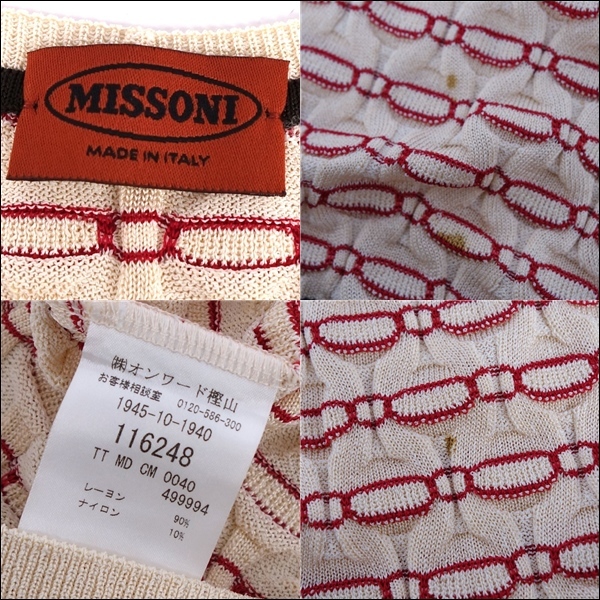 MISSONI
MADE IN ITALY
㈱オンワード樫山
お客様相談室 0120-586-300
1945-10-1940
116248
TT MD CM 0040
499994
レーヨン 90%
ナイロン 10%